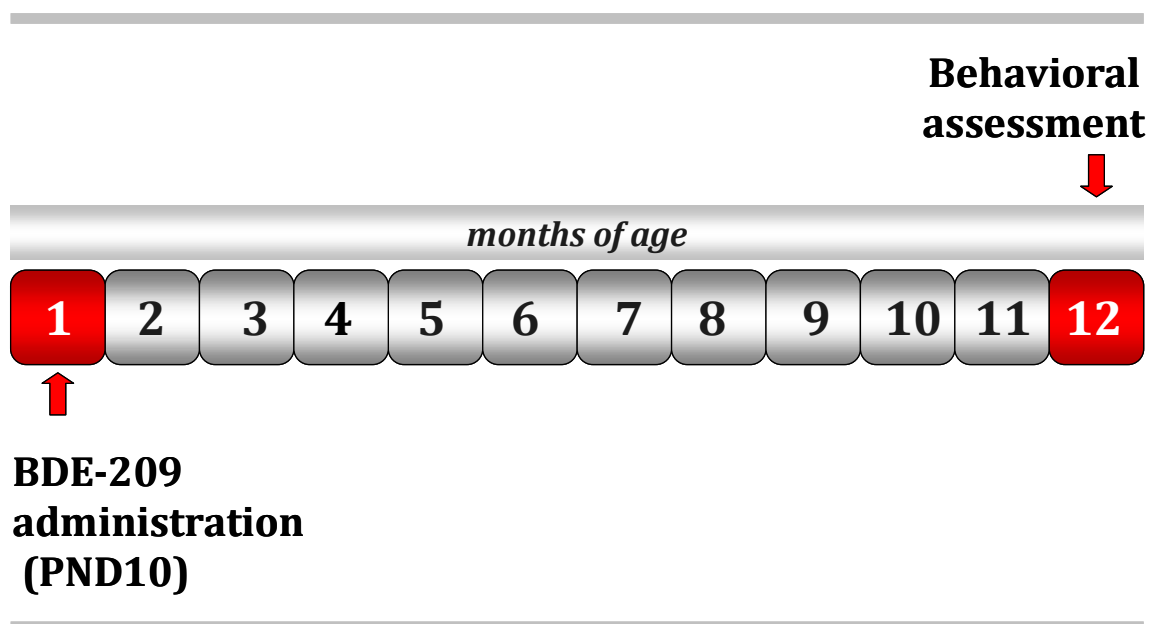 Behavioral
assessment
months of age
1 2 3 4 5 6 7 8 9 10 11 12
BDE-209
administration
(PND10)